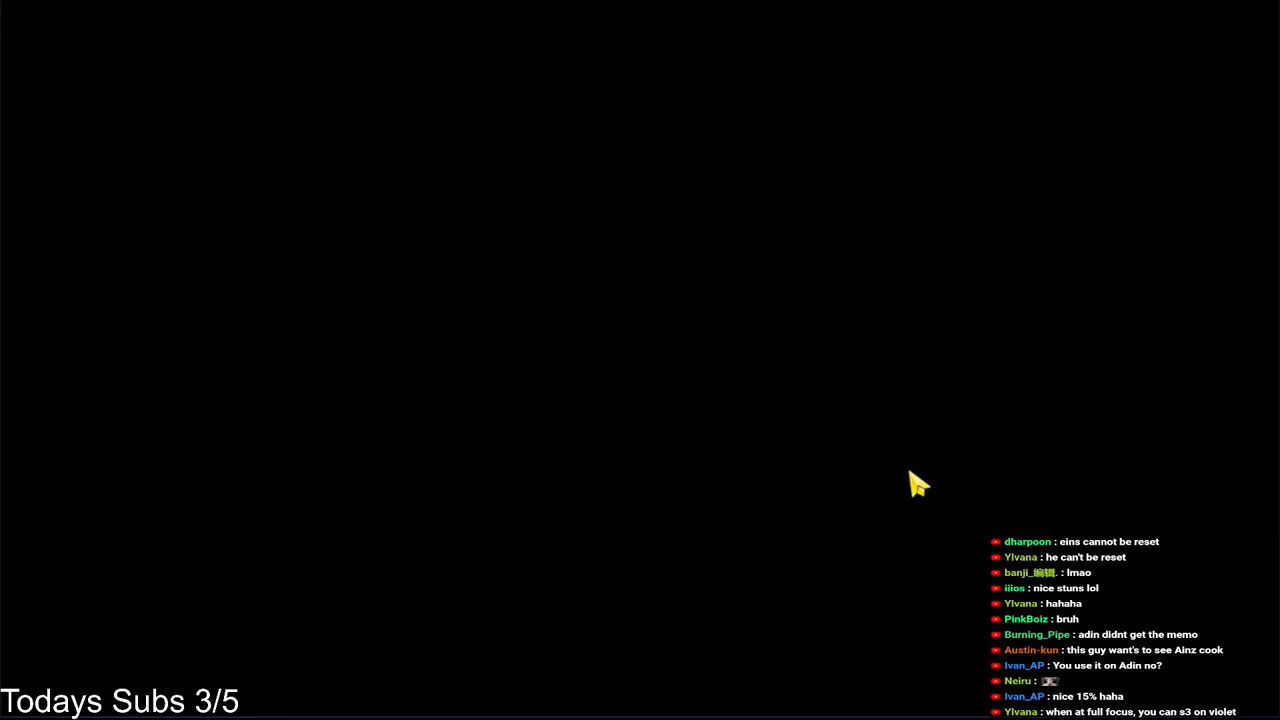 dharpoon : eins cannot be reset
Ylvana : he can't be reset
banji_编辑. : lmao
iiios : nice stuns lol
Ylvana : hahaha
PinkBoiz : bruh
Burning_Pipe : adin didnt get the memo
Austin-kun : this guy want's to see Ainz cook
Ivan_AP : You use it on Adin no?
Neiru :
Ivan_AP : nice 15% haha
Ylvana : when at full focus, you can s3 on violet
Todays Subs 3/5